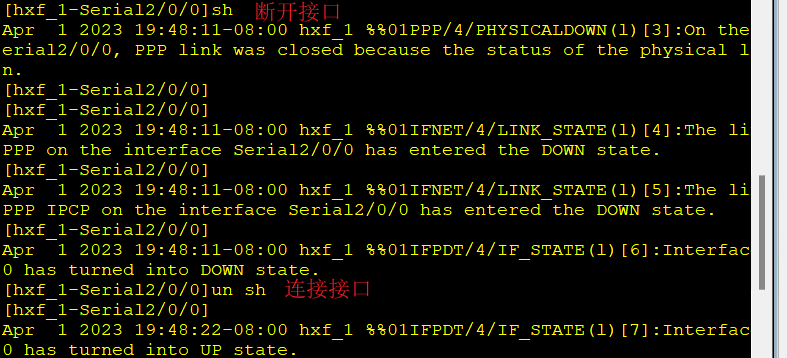 [hxf_1-Serial2/0/0]sh 断开接口
Apr  1 2023 19:48:11-08:00 hxf_1 %%01PPP/4/PHYSICALDOWN(l)[3]:On the
erial2/0/0, PPP link was closed because the status of the physical l
n.
[hxf_1-Serial2/0/0]
[hxf_1-Serial2/0/0]
Apr  1 2023 19:48:11-08:00 hxf_1 %%01IFNET/4/LINK_STATE(l)[4]:The li
PPP on the interface Serial2/0/0 has entered the DOWN state.
[hxf_1-Serial2/0/0]
Apr  1 2023 19:48:11-08:00 hxf_1 %%01IFNET/4/LINK_STATE(l)[5]:The li
PPP IPCP on the interface Serial2/0/0 has entered the DOWN state.
[hxf_1-Serial2/0/0]
Apr  1 2023 19:48:11-08:00 hxf_1 %%01IFPDT/4/IF_STATE(l)[6]:Interfac
0 has turned into DOWN state.
[hxf_1-Serial2/0/0]un sh 连接接口
[hxf_1-Serial2/0/0]
Apr  1 2023 19:48:22-08:00 hxf_1 %%01IFPDT/4/IF_STATE(l)[7]:Interfac
0 has turned into UP state.